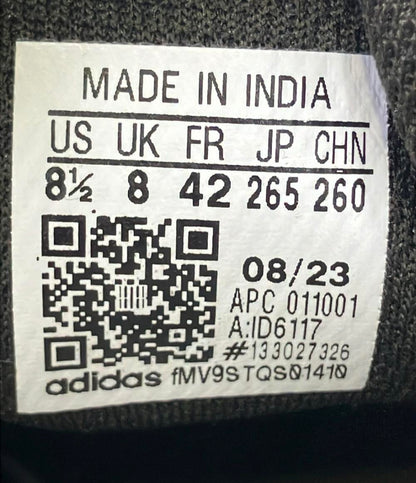 MADE IN INDIA
US UK FR JP CHN
8½ 8 42 265 260
08/23
APC 011001
A:ID6117
#133027326
adidas fMV9STQS01410